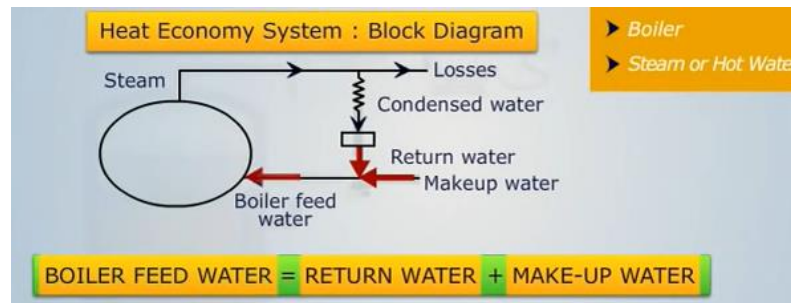 Heat Economy System : Block Diagram
Boiler
Steam or Hot Wate
Steam
Losses
Condensed water
Return water
Makeup water
Boiler feed
water
BOILER FEED WATER = RETURN WATER + MAKE-UP WATER